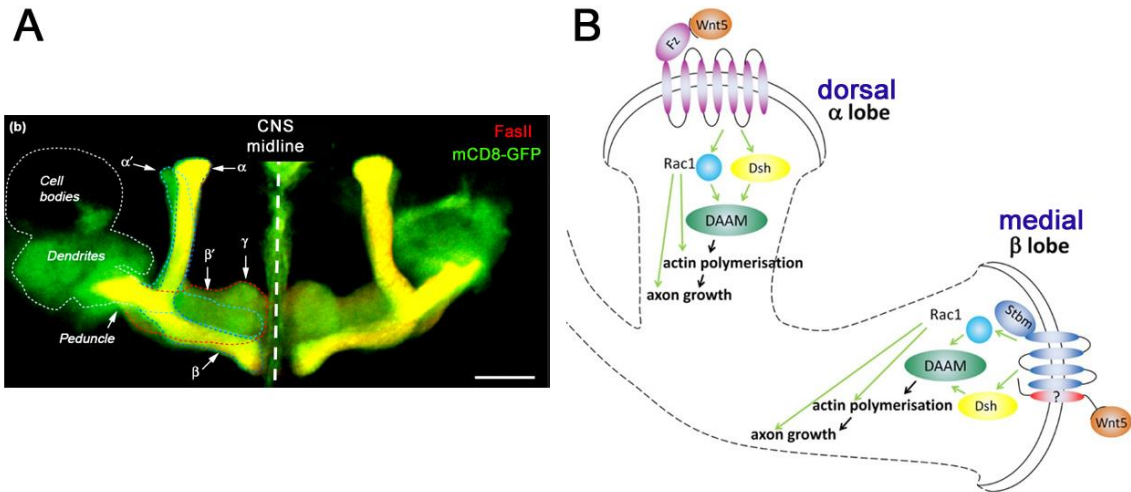 A
(b)
CNS
midline
FasII
mCD8-GFP
α'
α
Cell
bodies
Dendrites
β'
γ
Peduncle
β
B
Fz
Wnt5
dorsal
α lobe
Rac1
Dsh
DAAM
actin polymerisation
axon growth
medial
β lobe
Rac1
Stbm
DAAM
actin polymerisation
Dsh
?
axon growth
Wnt5